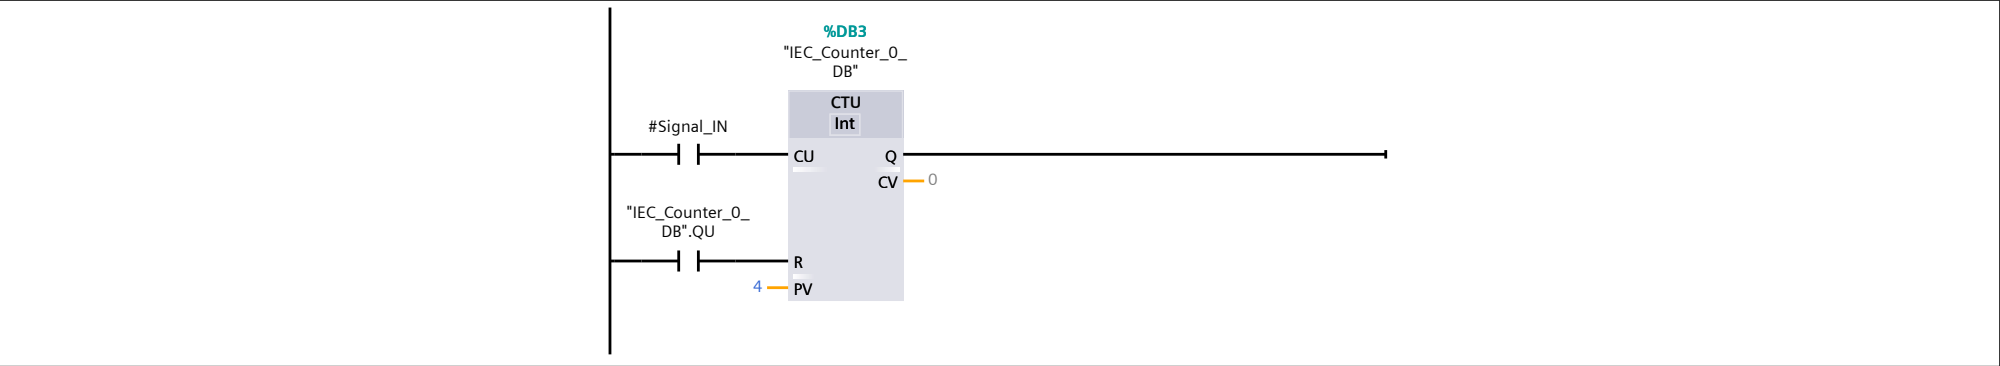 %DB3
"IEC_Counter_0_
DB"
CTU
Int
#Signal_IN
CU
Q
CV
0
"IEC_Counter_0_
DB".QU
R
4
PV